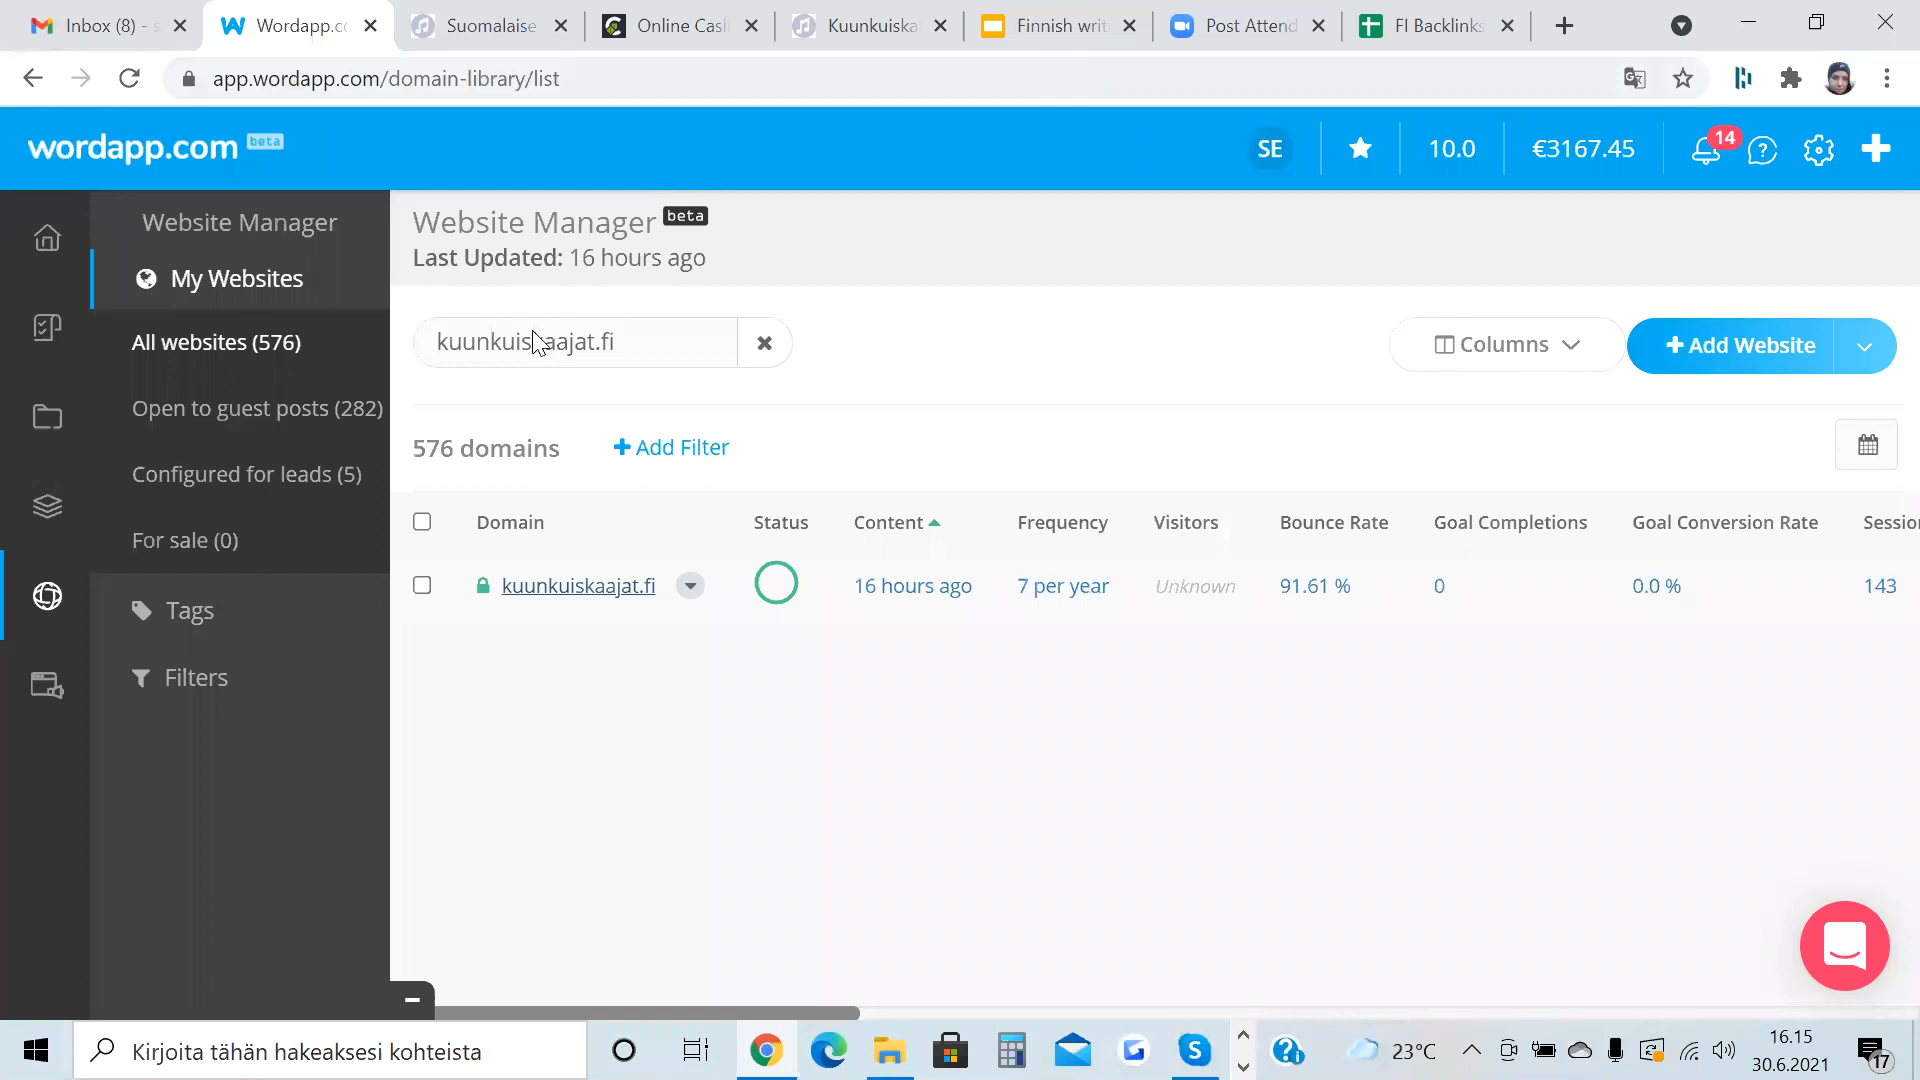 Inbox (8) - s
Wordapp.co
Suomalaise
Online Casi
Kuunkuiska
Finnish writ
Post Attend
FI Backlinks
app.wordapp.com/domain-library/list
wordapp.com beta
SE
10.0
€3167.45
14
Website Manager
My Websites
All websites (576)
Open to guest posts (282)
Configured for leads (5)
For sale (0)
Tags
Filters
Website Manager beta
Last Updated: 16 hours ago
kuunkuiskaajat.fi
Columns
Add Website
576 domains
Add Filter
Domain Status Content Frequency Visitors Bounce Rate Goal Completions Goal Conversion Rate Sessio
kuunkuiskaajat.fi 16 hours ago 7 per year Unknown 91.61 % 0 0.0 % 143
Kirjoita tähän hakeaksesi kohteista
23°C
16.15
30.6.2021
17